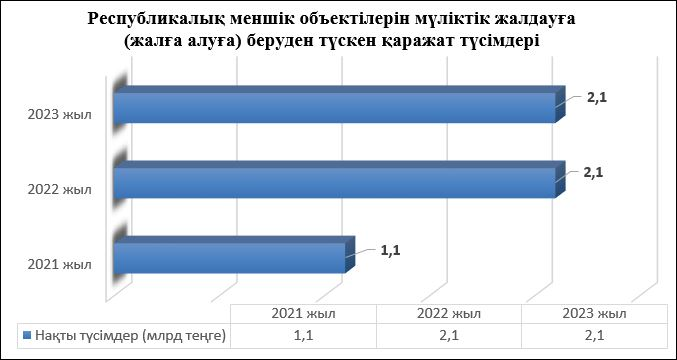 Республикалық меншік объектілерін мүліктік жалдауға
(жалға алуға) беруден түскен қаражат түсімдері
2023 жыл
2,1
2022 жыл
2,1
2021 жыл
1,1
2021 жыл 2022 жыл 2023 жыл
Нақты түсімдер (млрд теңге) 1,1 2,1 2,1